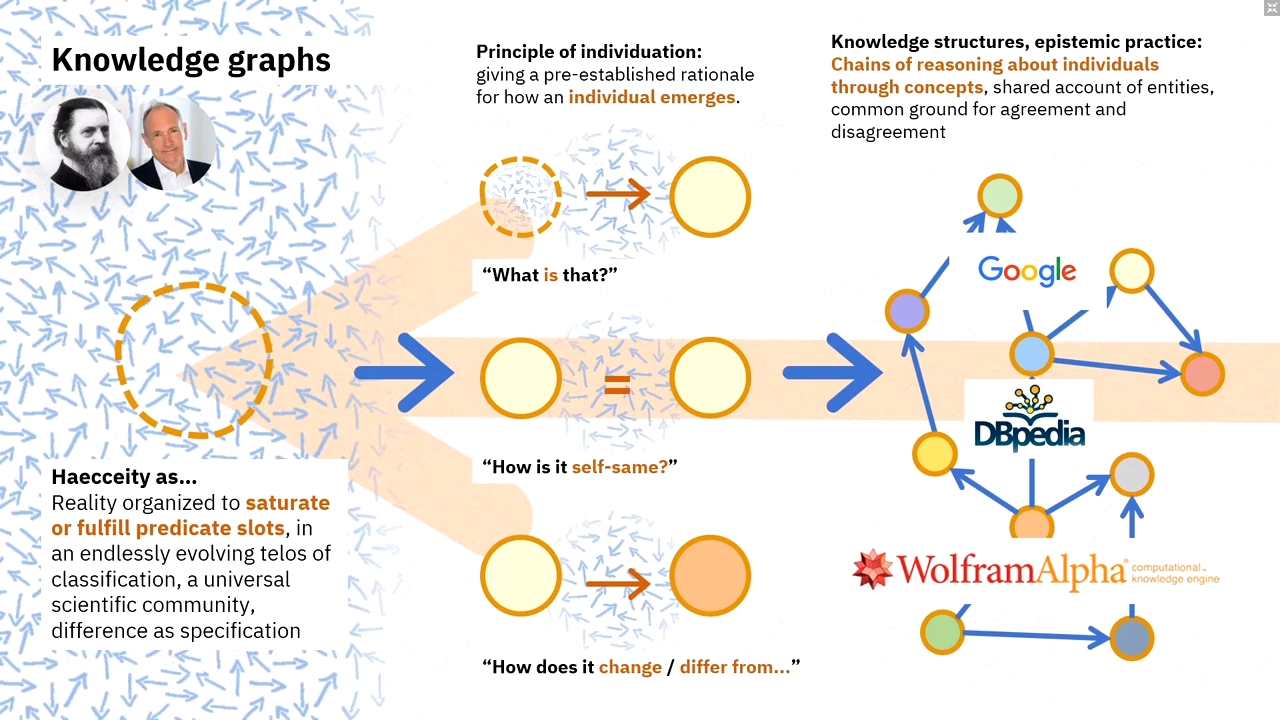 Knowledge graphs
Haecceity as...
Reality organized to saturate
or fulfill predicate slots, in
an endlessly evolving telos of
classification, a universal
scientific community,
difference as specification
Principle of individuation:
giving a pre-established rationale
for how an individual emerges.
“What is that?”
“How is it self-same?”
“How does it change / differ from...”
Knowledge structures, epistemic practice:
Chains of reasoning about individuals
through concepts, shared account of entities,
common ground for agreement and
disagreement
Google
DBpedia
WolframAlpha computational
knowledge engine